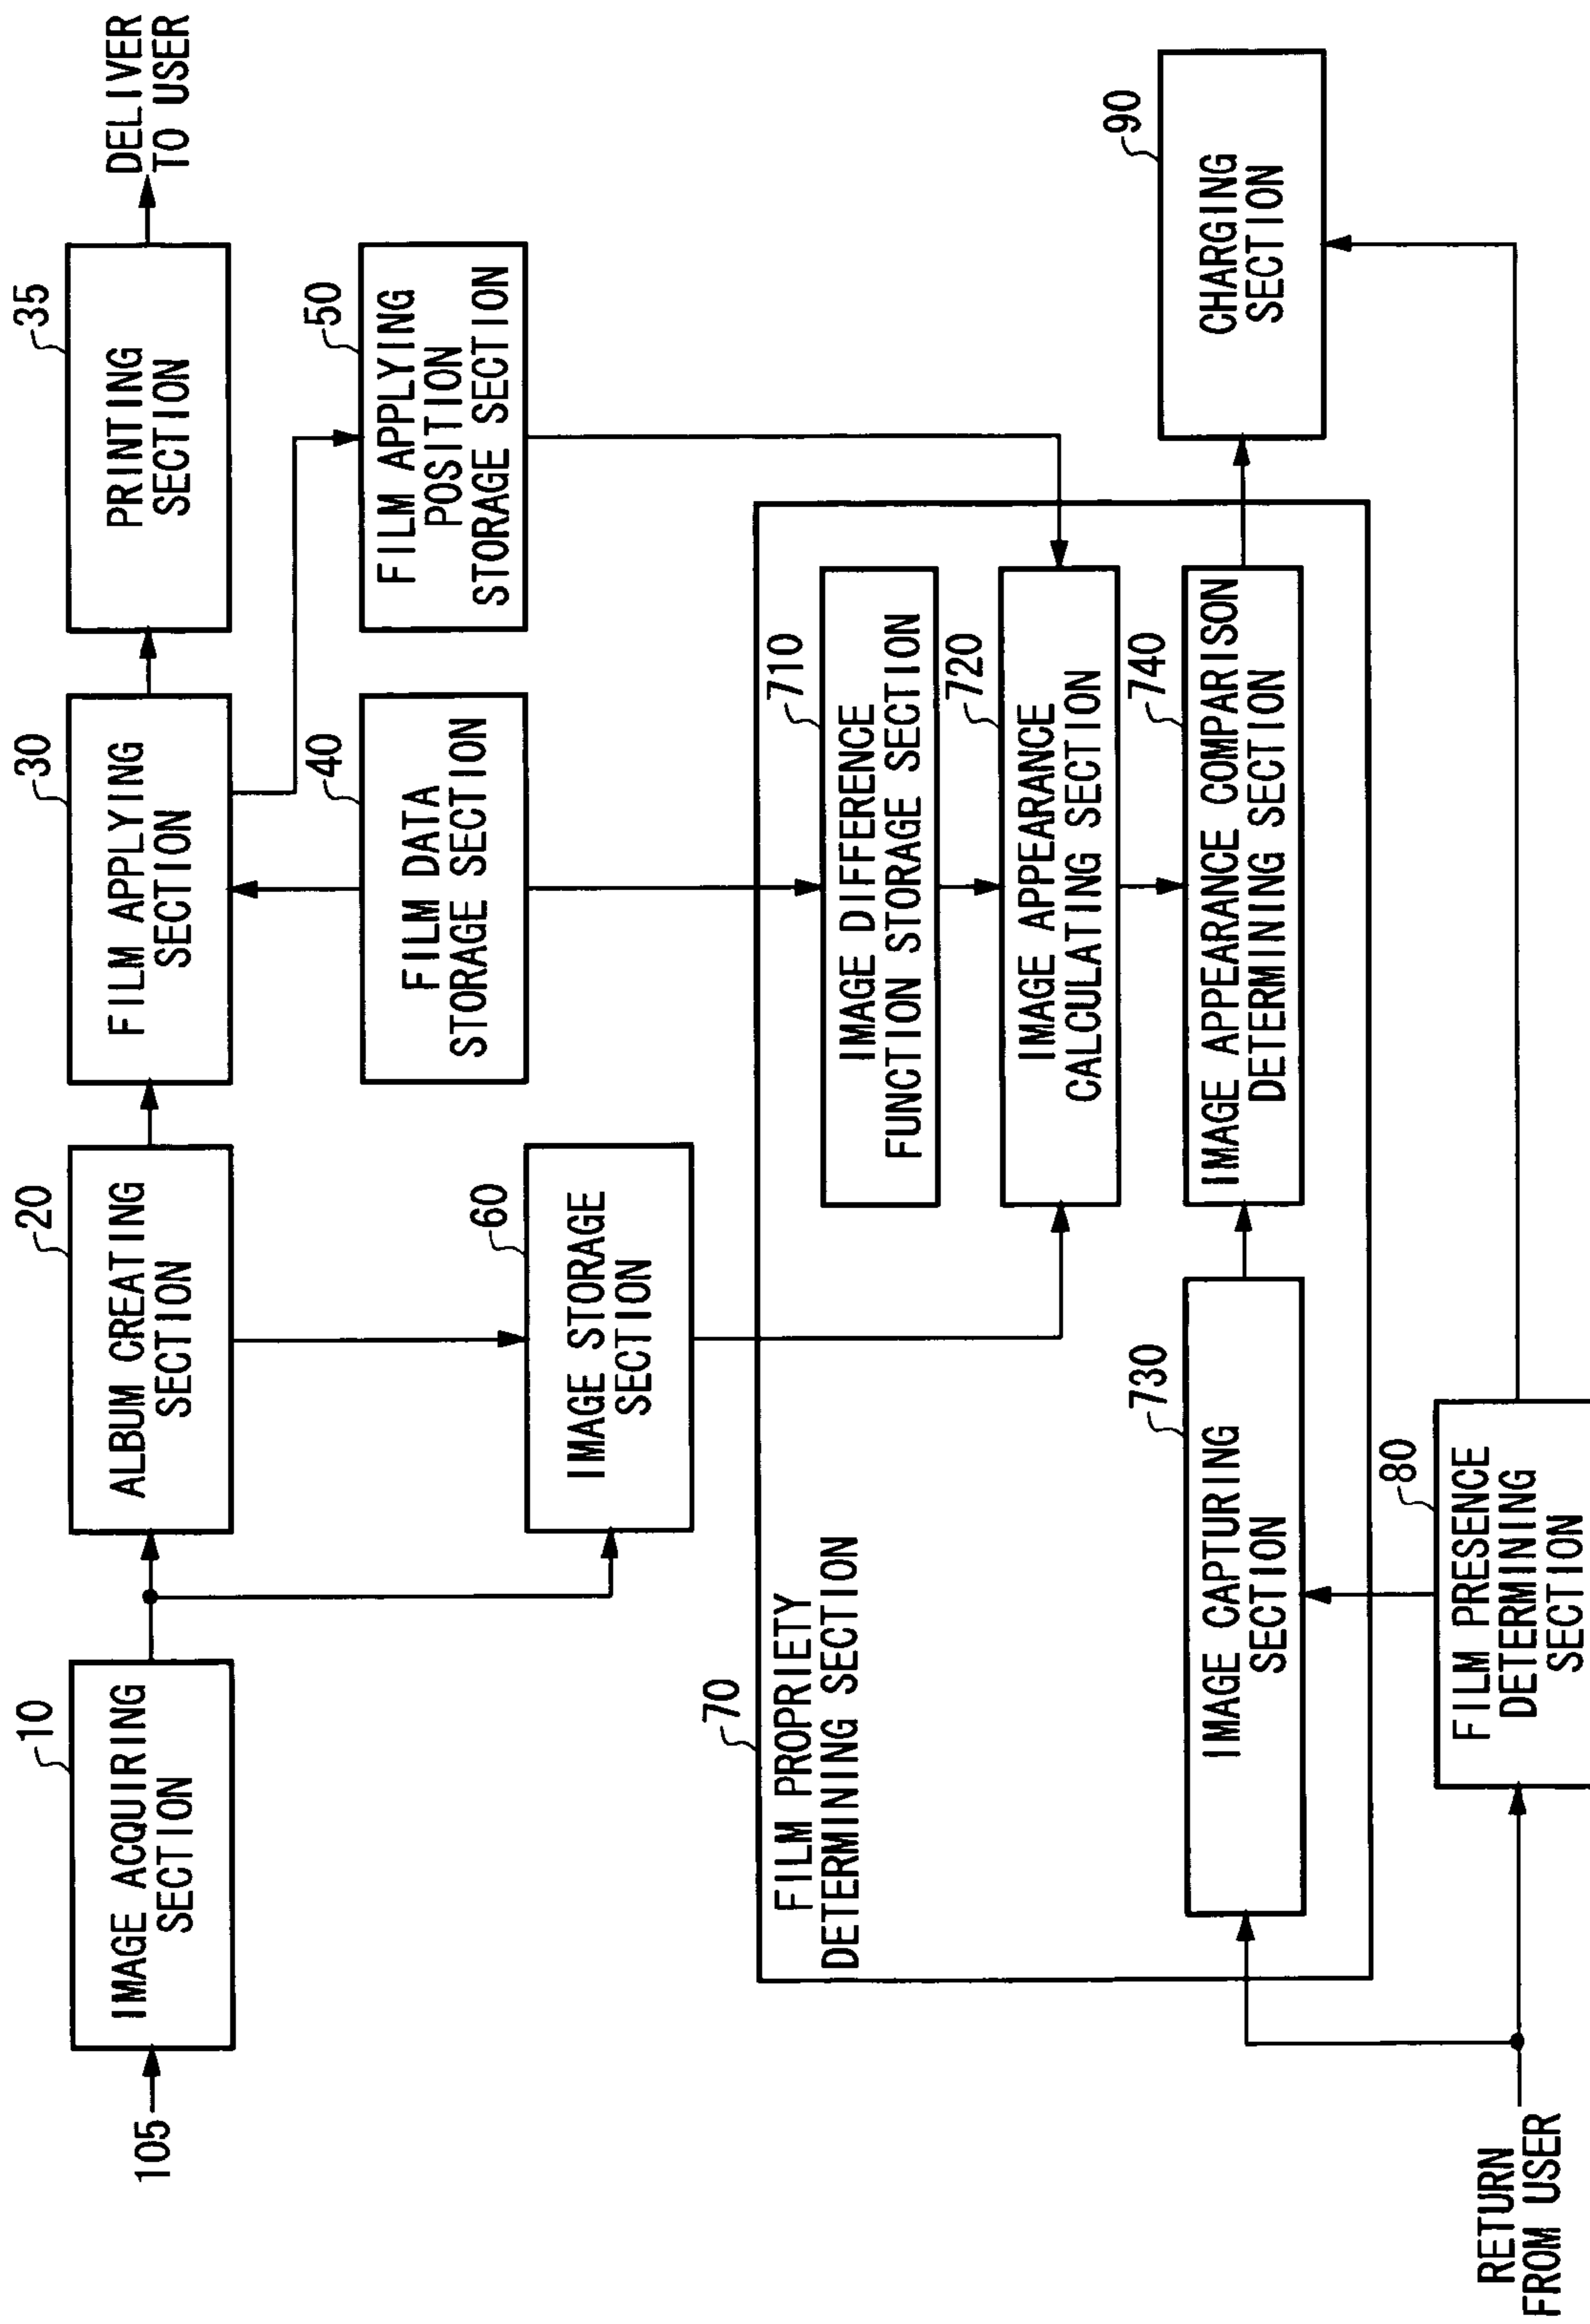 105
10
IMAGE ACQUIRING
SECTION
20
ALBUM CREATING
SECTION
30
FILM APPLYING
SECTION
35
PRINTING
SECTION
DELIVER
TO USER
60
IMAGE STORAGE
SECTION
40
FILM DATA
STORAGE SECTION
50
FILM APPLYING
POSITION
STORAGE SECTION
70
FILM PROPRIETY
DETERMINING SECTION
710
IMAGE DIFFERENCE
FUNCTION STORAGE SECTION
720
IMAGE APPEARANCE
CALCULATING SECTION
730
IMAGE CAPTURING
SECTION
740
IMAGE APPEARANCE COMPARISON
DETERMINING SECTION
90
CHARGING
SECTION
RETURN
FROM USER
80
FILM PRESENCE
DETERMINING
SECTION